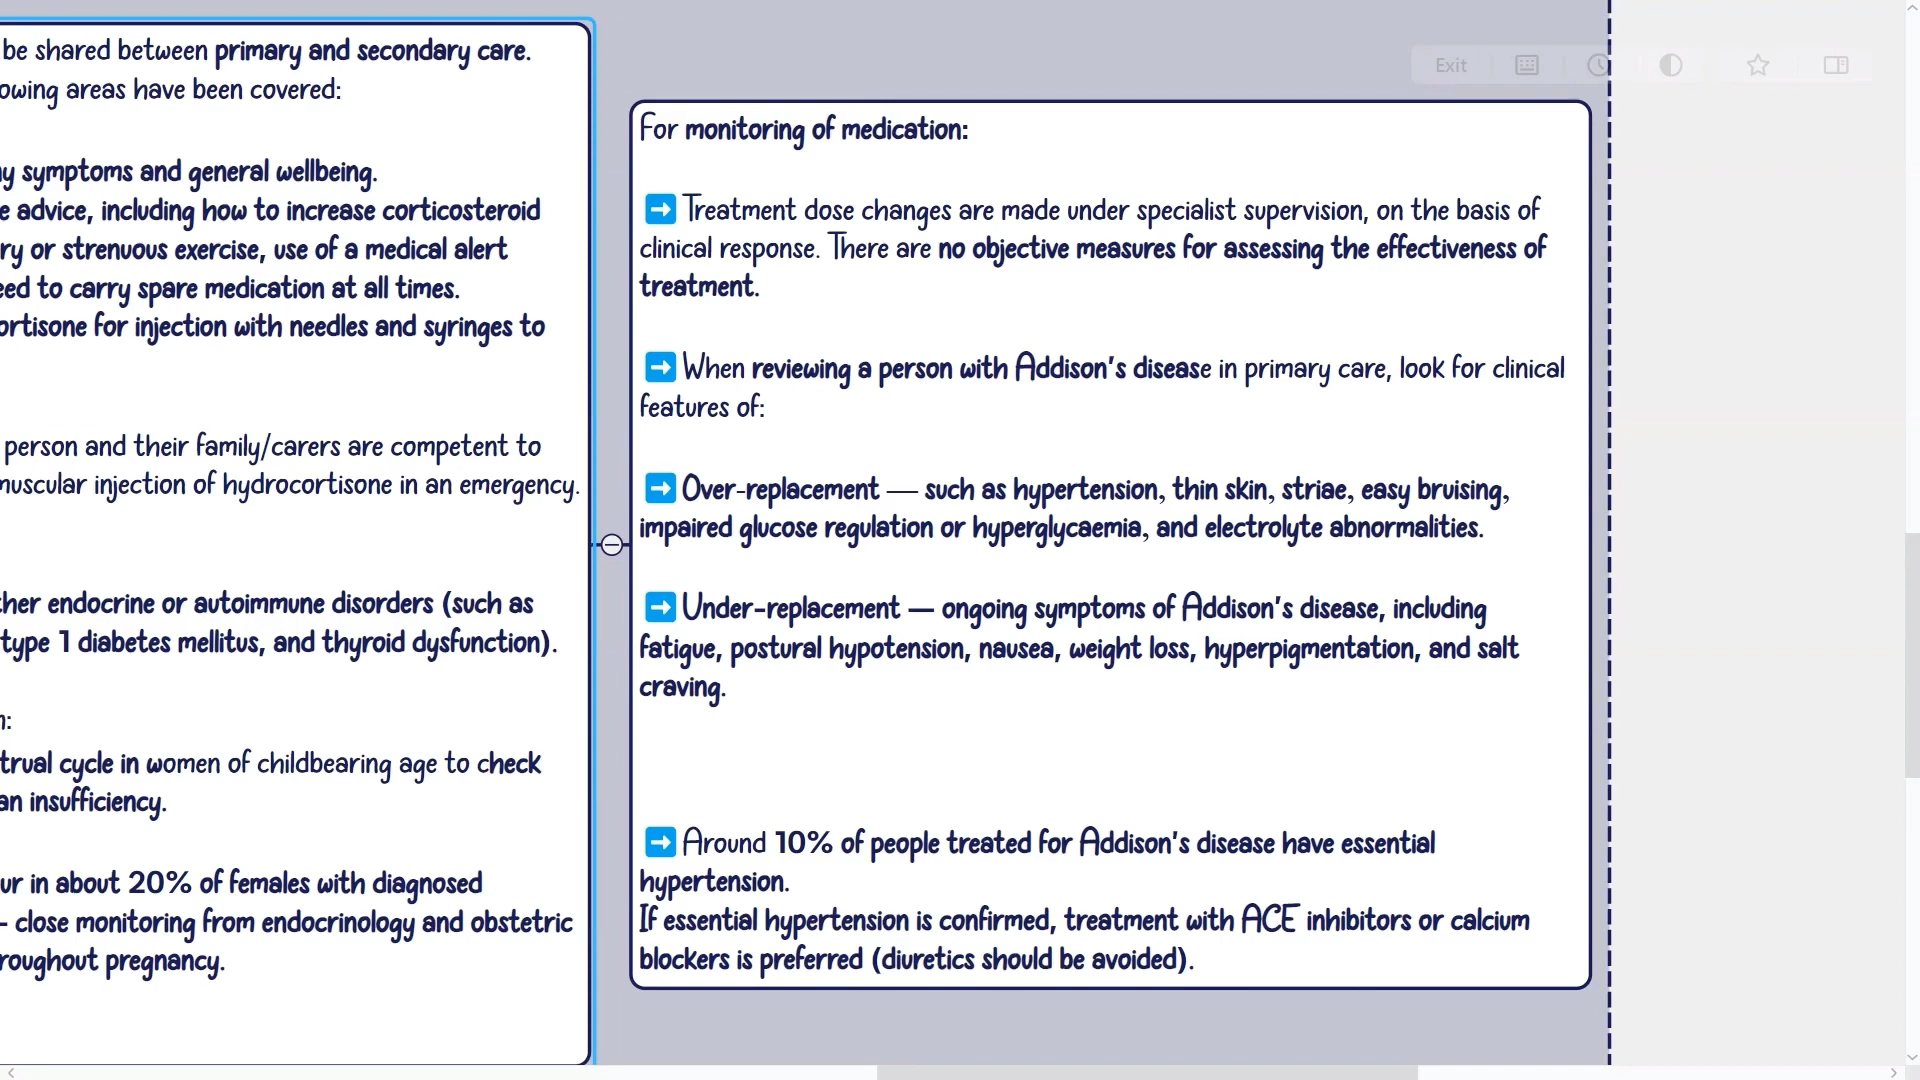 be shared between primary and secondary care.
owing areas have been covered:
y symptoms and general wellbeing.
e advice, including how to increase corticosteroid
ry or strenuous exercise, use of a medical alert
eed to carry spare medication at all times.
ortisone for injection with needles and syringes to
person and their family/carers are competent to
muscular injection of hydrocortisone in an emergency.
ther endocrine or autoimmune disorders (such as
type 1 diabetes mellitus, and thyroid dysfunction).
n:
trual cycle in women of childbearing age to check
an insufficiency.
ur in about 20% of females with diagnosed
- close monitoring from endocrinology and obstetric
roughout pregnancy.
Exit
For monitoring of medication:
➡ Treatment dose changes are made under specialist supervision, on the basis of
clinical response. There are no objective measures for assessing the effectiveness of
treatment.
➡ When reviewing a person with Addison's disease in primary care, look for clinical
features of:
➡ Over-replacement — such as hypertension, thin skin, striae, easy bruising,
impaired glucose regulation or hyperglycaemia, and electrolyte abnormalities.
➡ Under-replacement — ongoing symptoms of Addison's disease, including
fatigue, postural hypotension, nausea, weight loss, hyperpigmentation, and salt
craving.
➡ Around 10% of people treated for Addison's disease have essential
hypertension.
If essential hypertension is confirmed, treatment with ACE inhibitors or calcium
blockers is preferred (diuretics should be avoided).